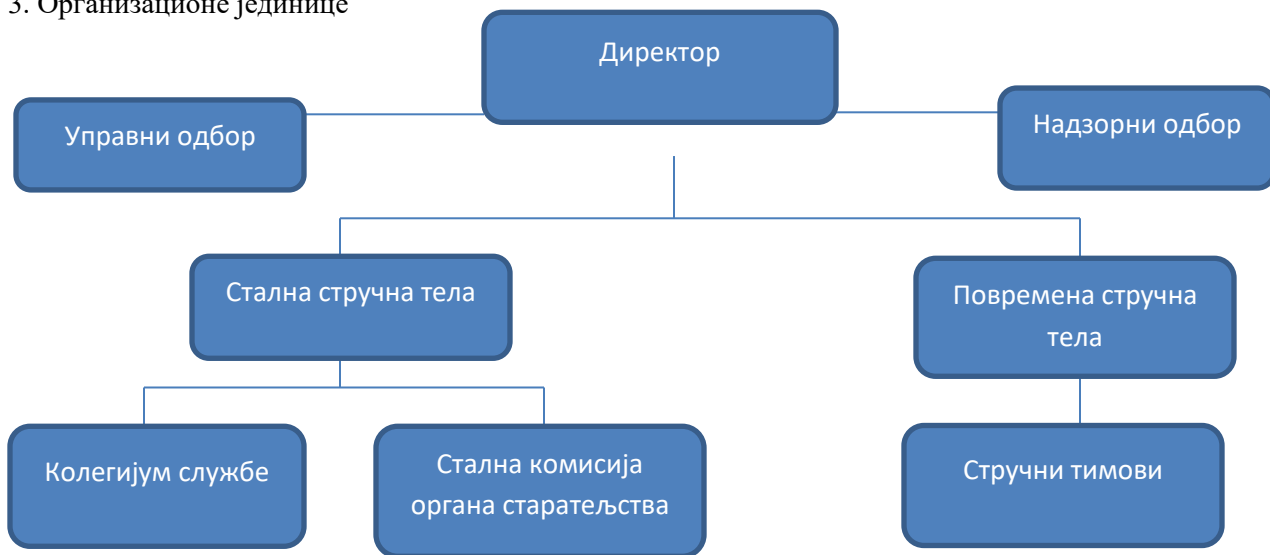 3. Организационе јединице
Директор
Управни одбор
Надзорни одбор
Стална стручна тела
Повремена стручна
тела
Колегијум службе
Стална комисија
органа старатељства
Стручни тимови